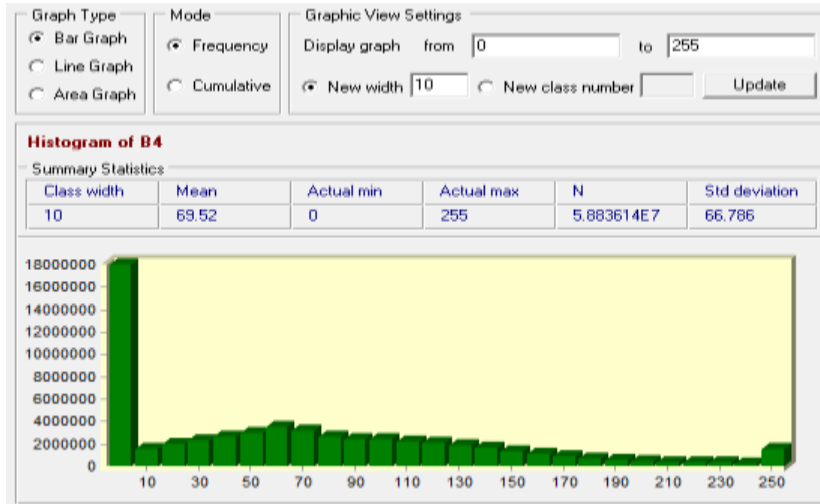 Graph Type
Bar Graph
Line Graph
Area Graph
Mode
Frequency
Cumulative
Graphic View Settings
Display graph from 0 to 255
New width 10 New class number Update
Histogram of B4
Summary Statistics
Class width Mean Actual min Actual max N Std deviation
10 69.52 0 255 5.883614E7 66.786
18000000
16000000
14000000
12000000
10000000
8000000
6000000
4000000
2000000
0
10 30 50 70 90 110 130 150 170 190 210 230 250